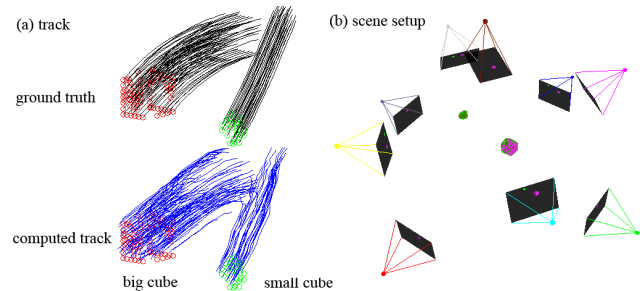 (a) track
ground truth
computed track
big cube
small cube
(b) scene setup